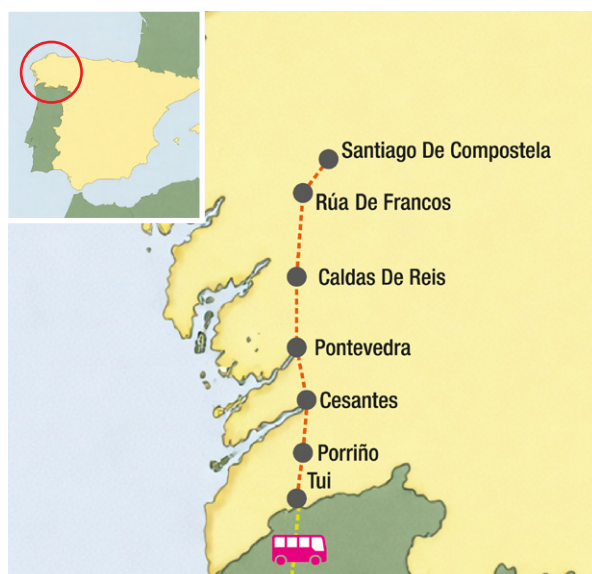 Santiago De Compostela
Rúa De Francos
Caldas De Reis
Pontevedra
Cesantes
Porriño
Tui